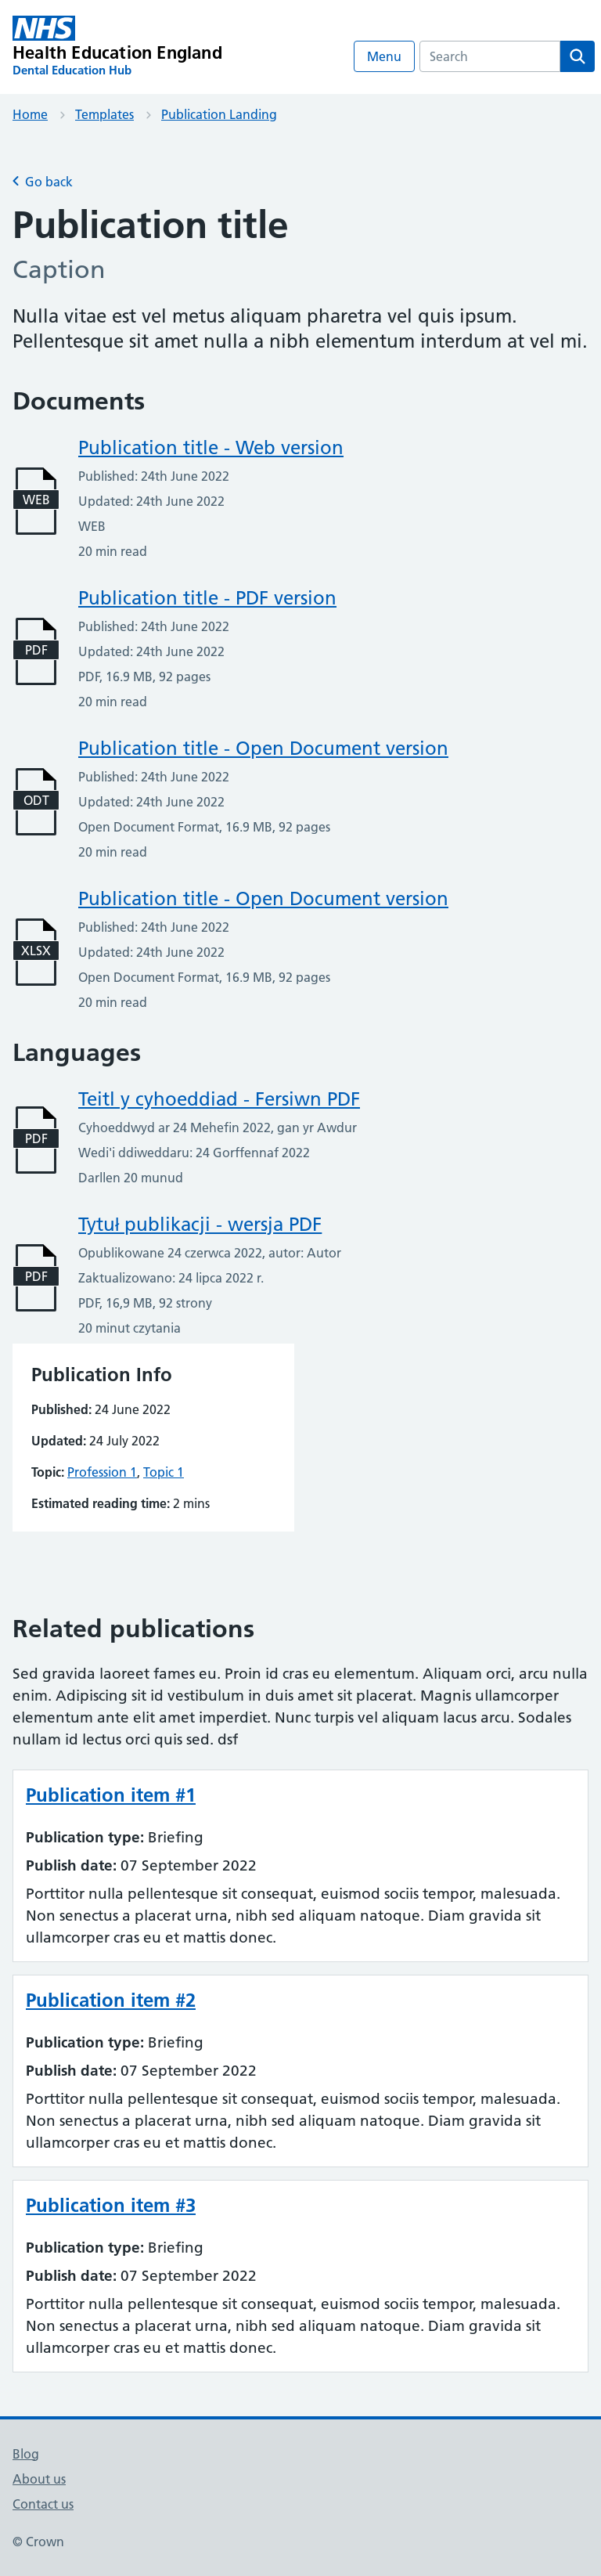 NHS
Health Education England
Dental Education Hub
Menu
Search
Home
Templates
Publication Landing
Go back
Publication title
Caption
Nulla vitae est vel metus aliquam pharetra vel quis ipsum.
Pellentesque sit amet nulla a nibh elementum interdum at vel mi.
Documents
Publication title - Web version
WEB
Published: 24th June 2022
Updated: 24th June 2022
WEB
20 min read
Publication title - PDF version
PDF
Published: 24th June 2022
Updated: 24th June 2022
PDF, 16.9 MB, 92 pages
20 min read
Publication title - Open Document version
ODT
Published: 24th June 2022
Updated: 24th June 2022
Open Document Format, 16.9 MB, 92 pages
20 min read
Publication title - Open Document version
XLSX
Published: 24th June 2022
Updated: 24th June 2022
Open Document Format, 16.9 MB, 92 pages
20 min read
Languages
Teitl y cyhoeddiad - Fersiwn PDF
PDF
Cyhoeddwyd ar 24 Mehefin 2022, gan yr Awdur
Wedi'i ddiweddaru: 24 Gorffennaf 2022
Darllen 20 munud
Tytuł publikacji - wersja PDF
PDF
Opublikowane 24 czerwca 2022, autor: Autor
Zaktualizowano: 24 lipca 2022 r.
PDF, 16,9 MB, 92 strony
20 minut czytania
Publication Info
Published: 24 June 2022
Updated: 24 July 2022
Topic: Profession 1, Topic 1
Estimated reading time: 2 mins
Related publications
Sed gravida laoreet fames eu. Proin id cras eu elementum. Aliquam orci, arcu nulla
enim. Adipiscing sit id vestibulum in duis amet sit placerat. Magnis ullamcorper
elementum ante elit quis amet imperdiet. Nunc turpis vel aliquam lacus arcu. Sodales
nullam id lectus orci quis sed. dsf
Publication item #1
Publication type: Briefing
Publish date: 07 September 2022
Porttitor nulla pellentesque sit consequat, euismod sociis tempor, malesuada.
Non senectus a placerat urna, nibh sed aliquam natoque. Diam gravida sit
ullamcorper cras eu et mattis donec.
Publication item #2
Publication type: Briefing
Publish date: 07 September 2022
Porttitor nulla pellentesque sit consequat, euismod sociis tempor, malesuada.
Non senectus a placerat urna, nibh sed aliquam natoque. Diam gravida sit
ullamcorper cras eu et mattis donec.
Publication item #3
Publication type: Briefing
Publish date: 07 September 2022
Porttitor nulla pellentesque sit consequat, euismod sociis tempor, malesuada.
Non senectus a placerat urna, nibh sed aliquam natoque. Diam gravida sit
ullamcorper cras eu et mattis donec.
Blog
About us
Contact us
© Crown